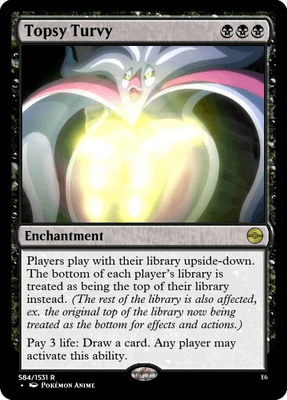 Topsy Turvy
Enchantment
Players play with their library upside-down.
The bottom of each player's library is
treated as being the top of their library
instead. (The rest of the library is also affected,
ex. the original top of the library now being
treated as the bottom for effects and actions.)
Pay 3 life: Draw a card. Any player may
activate this ability.
584/1531 R
E6
• Pokémon Anime